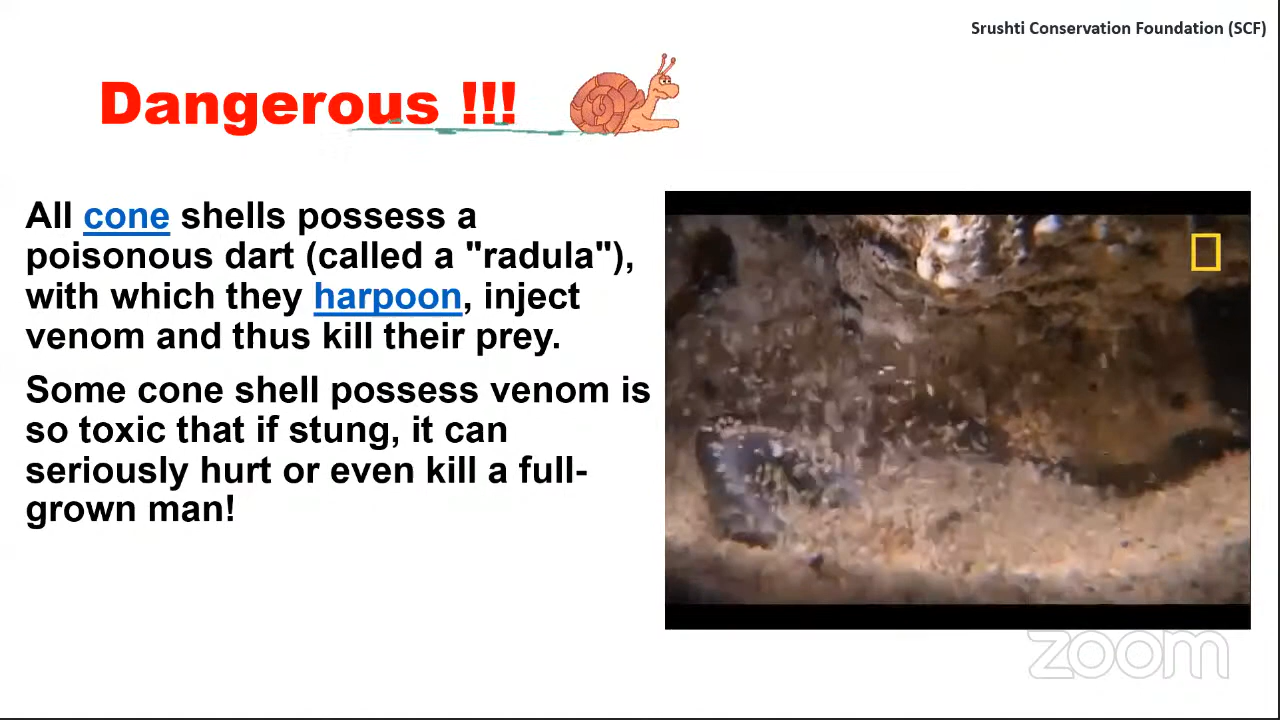 Srushti Conservation Foundation (SCF)
Dangerous !!!
All cone shells possess a
poisonous dart (called a "radula"),
with which they harpoon, inject
venom and thus kill their prey.
Some cone shell possess venom is
so toxic that if stung, it can
seriously hurt or even kill a full-
grown man!
zoom